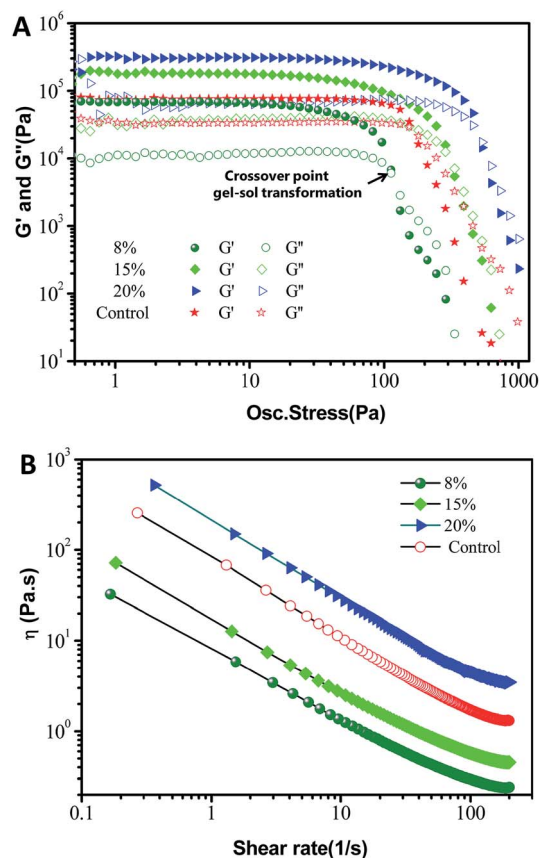 A
G' and G''(Pa)
10⁶
10⁵
10⁴
10³
10²
10¹
Crossover point
gel-sol transformation
8% G' G''
15% G' G''
20% G' G''
Control G' G''
1 10 100 1000
Osc.Stress(Pa)
B
η (Pa.s)
10³
10²
10¹
10⁰
8%
15%
20%
Control
0.1 1 10 100
Shear rate(1/s)